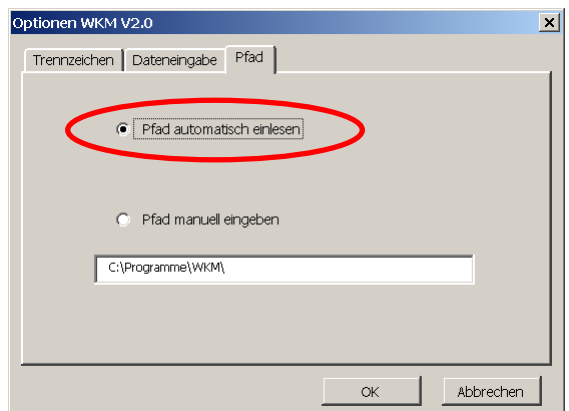 Optionen WKM V2.0
Trennzeichen Dateneingabe Pfad
Pfad automatisch einlesen
Pfad manuell eingeben
C:\Programme\WKM\
OK Abbrechen